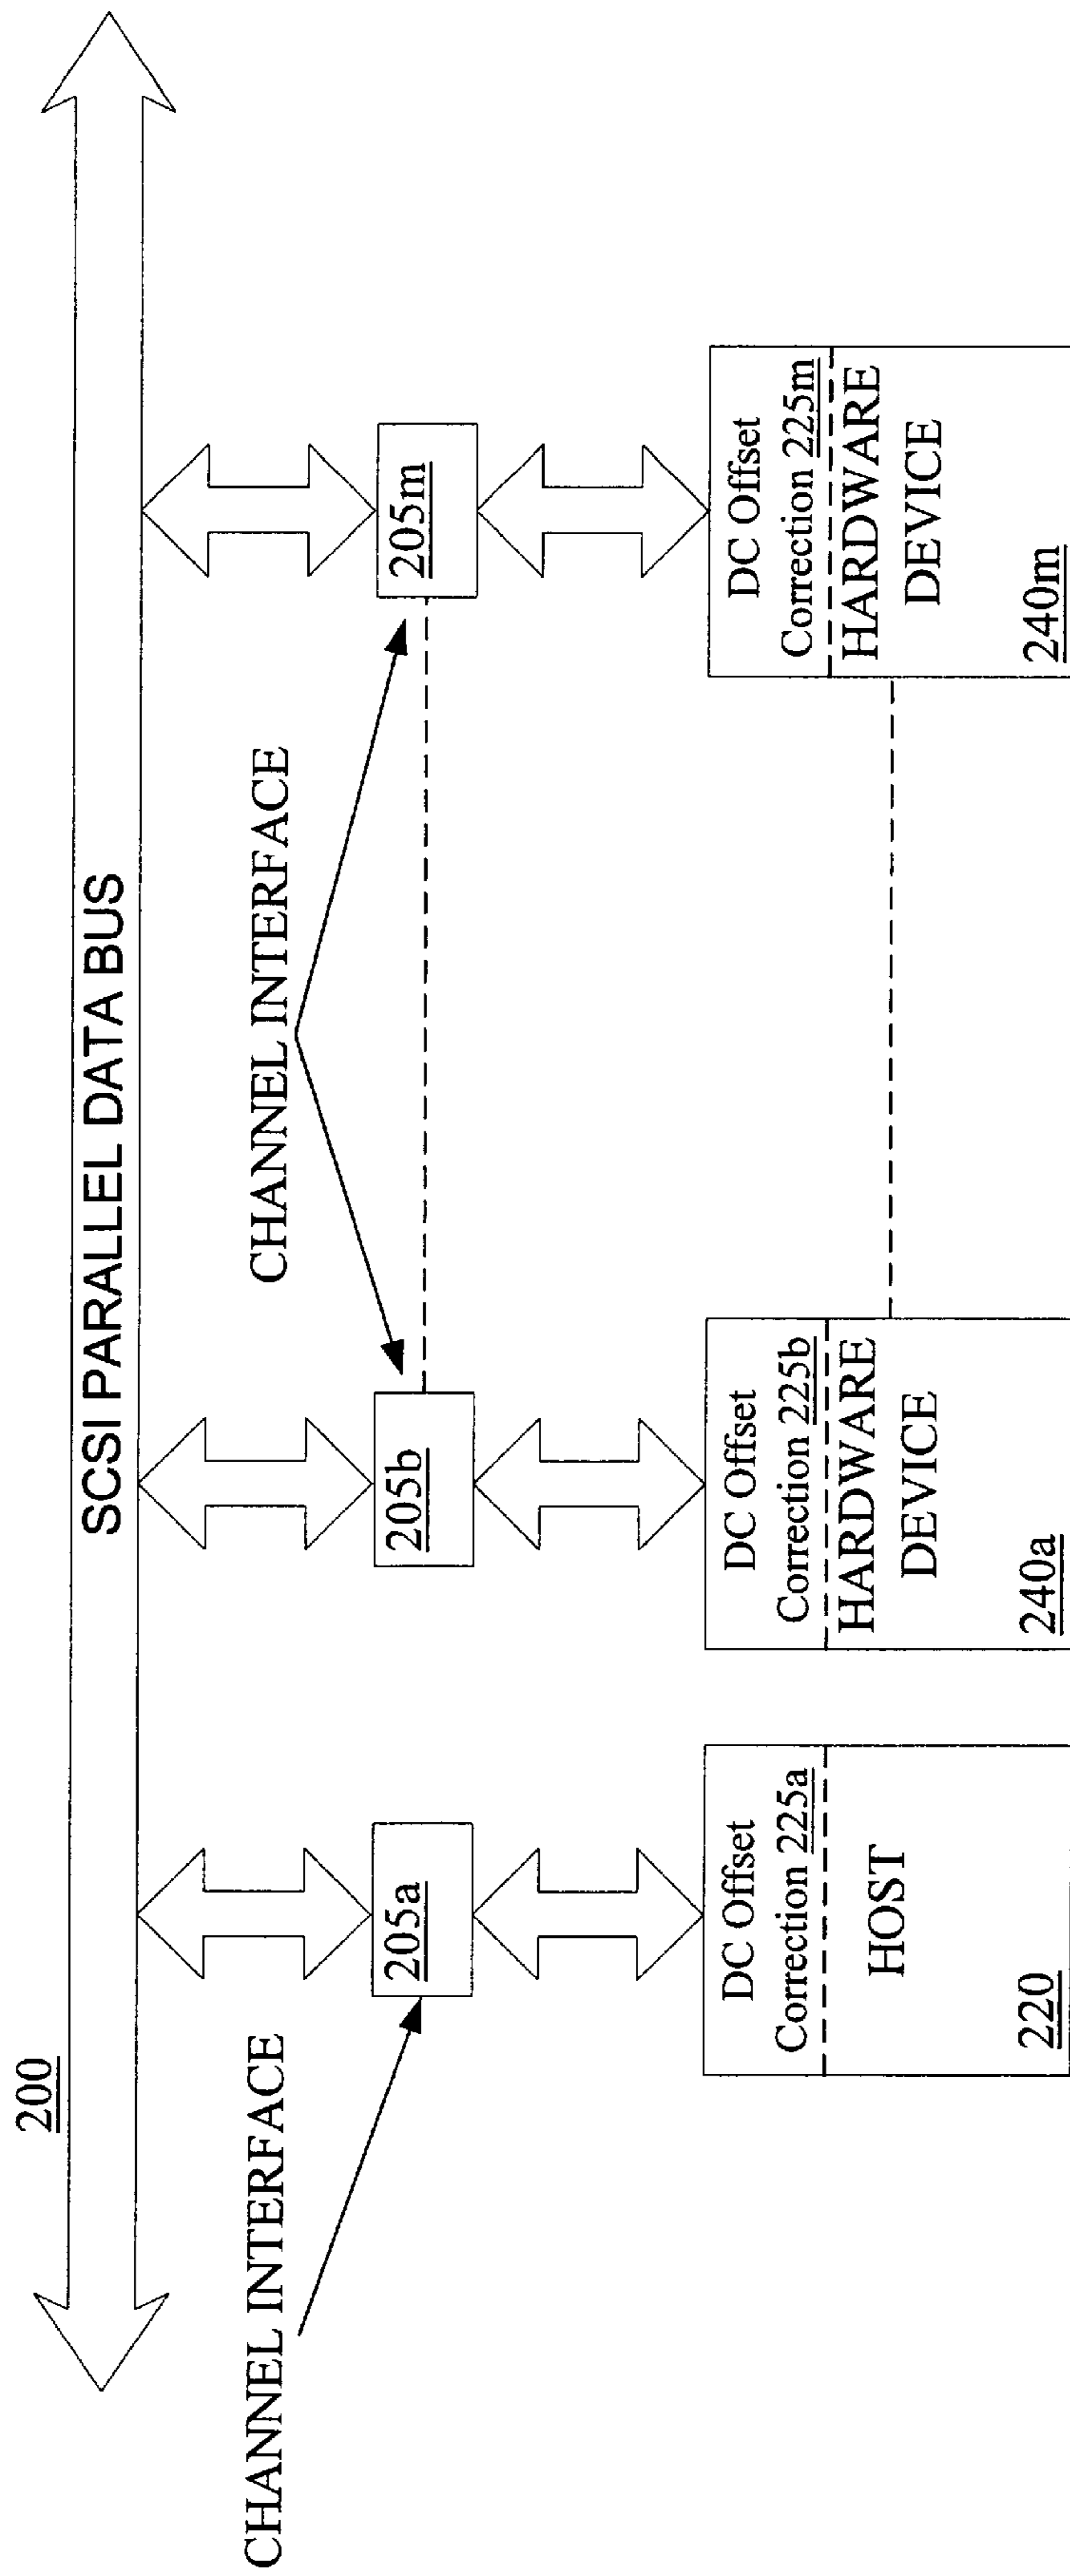 200
SCSI PARALLEL DATA BUS
CHANNEL INTERFACE
CHANNEL INTERFACE
205a
205b
205m
DC Offset
Correction 225a
HOST
220
DC Offset
Correction 225b
HARDWARE
DEVICE
240a
DC Offset
Correction 225m
HARDWARE
DEVICE
240m